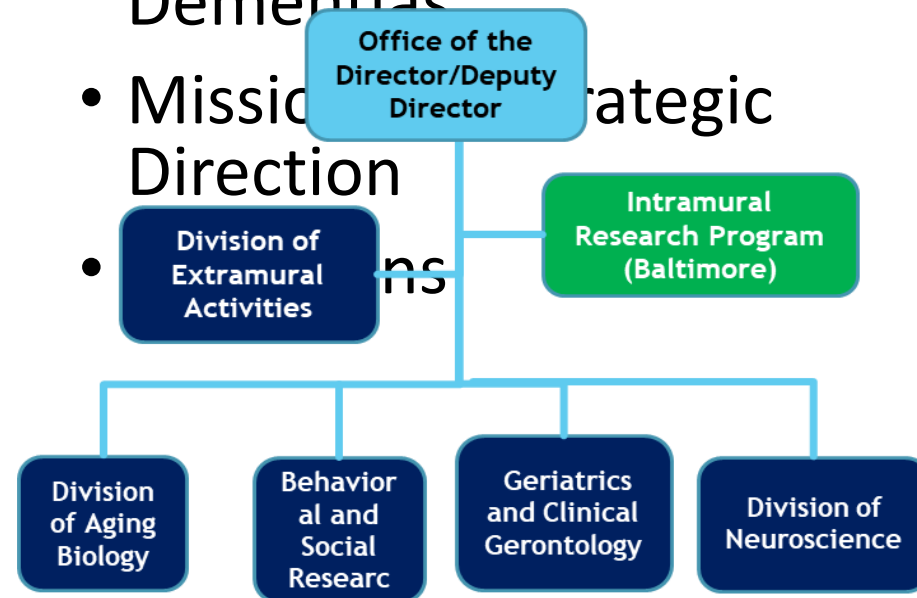 Office of the
Director/Deputy
Director
rategic
Direction
Intramural
Research Program
(Baltimore)
Division of
Extramural
Activities
ns
Division
of Aging
Biology
Behavior
al and
Social
Researc
Geriatrics
and Clinical
Gerontology
Division of
Neuroscience